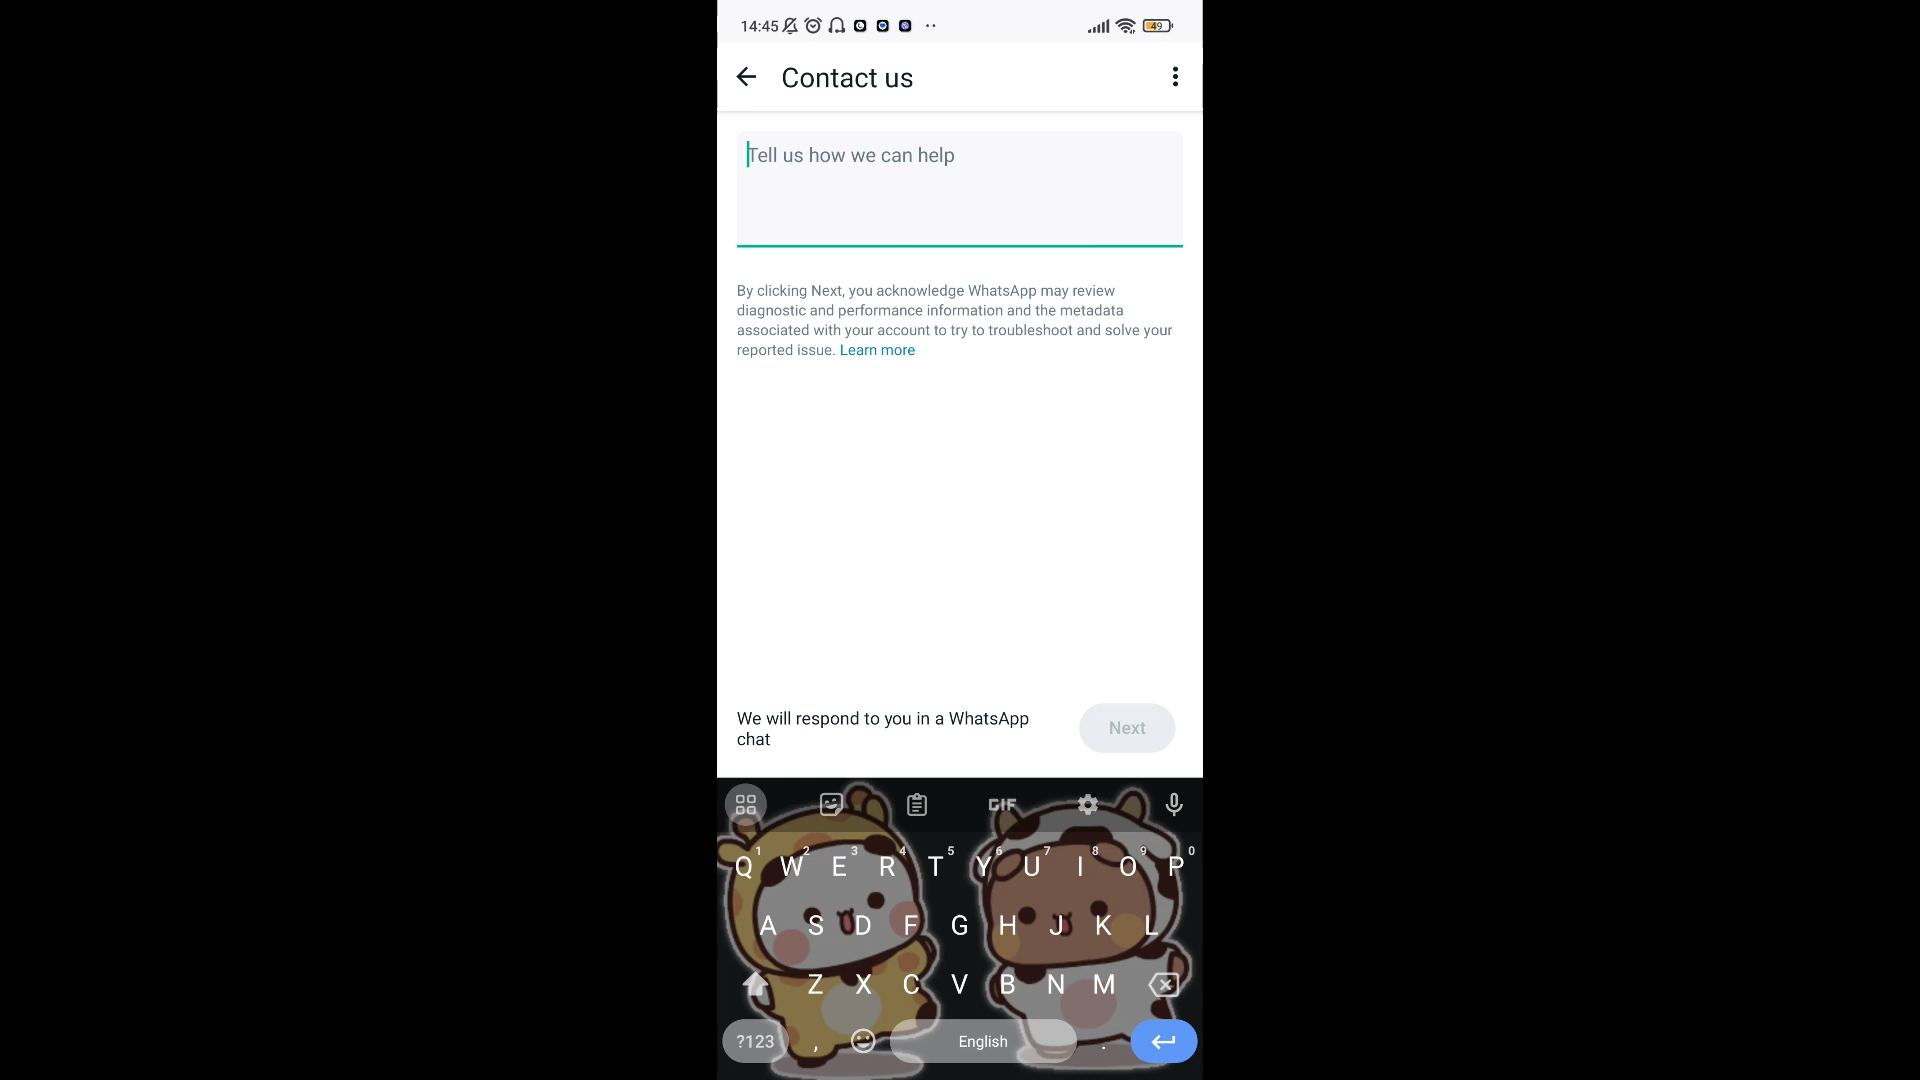 14:45
49
Contact us
Tell us how we can help
By clicking Next, you acknowledge WhatsApp may review
diagnostic and performance information and the metadata
associated with your account to try to troubleshoot and solve your
reported issue. Learn more
We will respond to you in a WhatsApp
chat
Next
GIF
1 2 3 4 5 6 7 8 9 0
Q W E R T Y U I O P
A S D F G H J K L
Z X C V B N M
?123 , English .